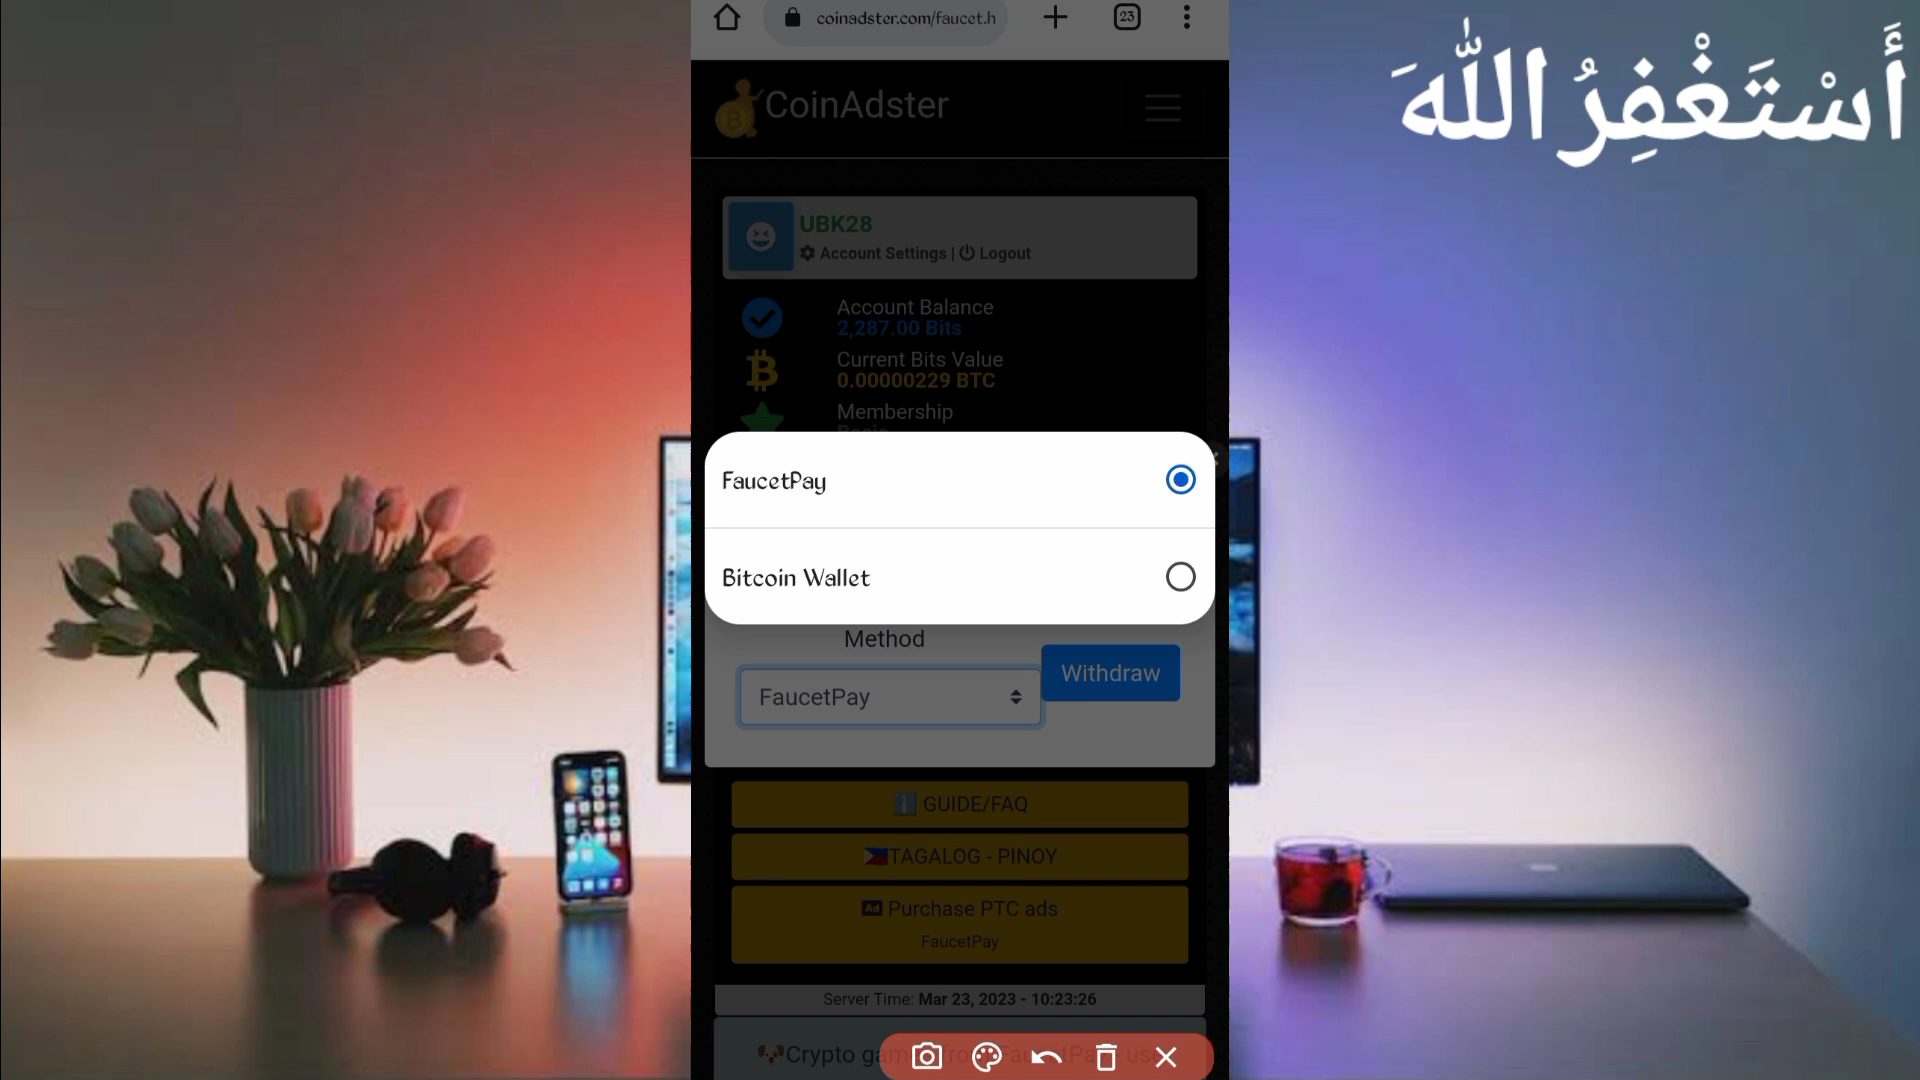 coinadster.com/faucet.h
23
أَسْتَغْفِرُ اللّٰهَ
CoinAdster
UBK28
Account Settings | Logout
Account Balance
2,287.00 Bits
Current Bits Value
0.00000229 BTC
Membership
FaucetPay
Bitcoin Wallet
Method
FaucetPay
Withdraw
GUIDE/FAQ
TAGALOG - PINOY
Ad Purchase PTC ads
FaucetPay
Server Time: Mar 23, 2023 - 10:23:26
Crypto